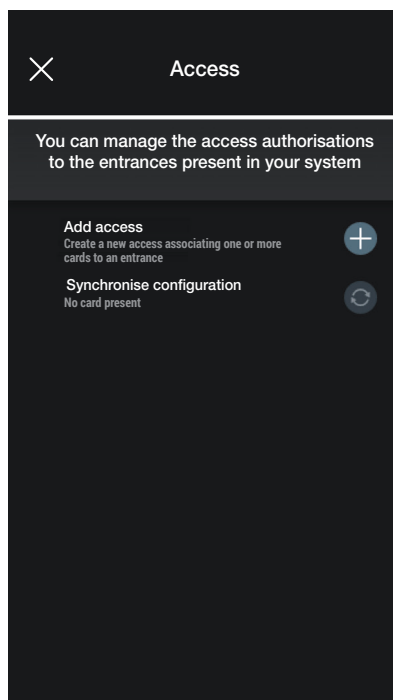 Access
You can manage the access authorisations
to the entrances present in your system
Add access
Create a new access associating one or more
cards to an entrance
Synchronise configuration
No card present